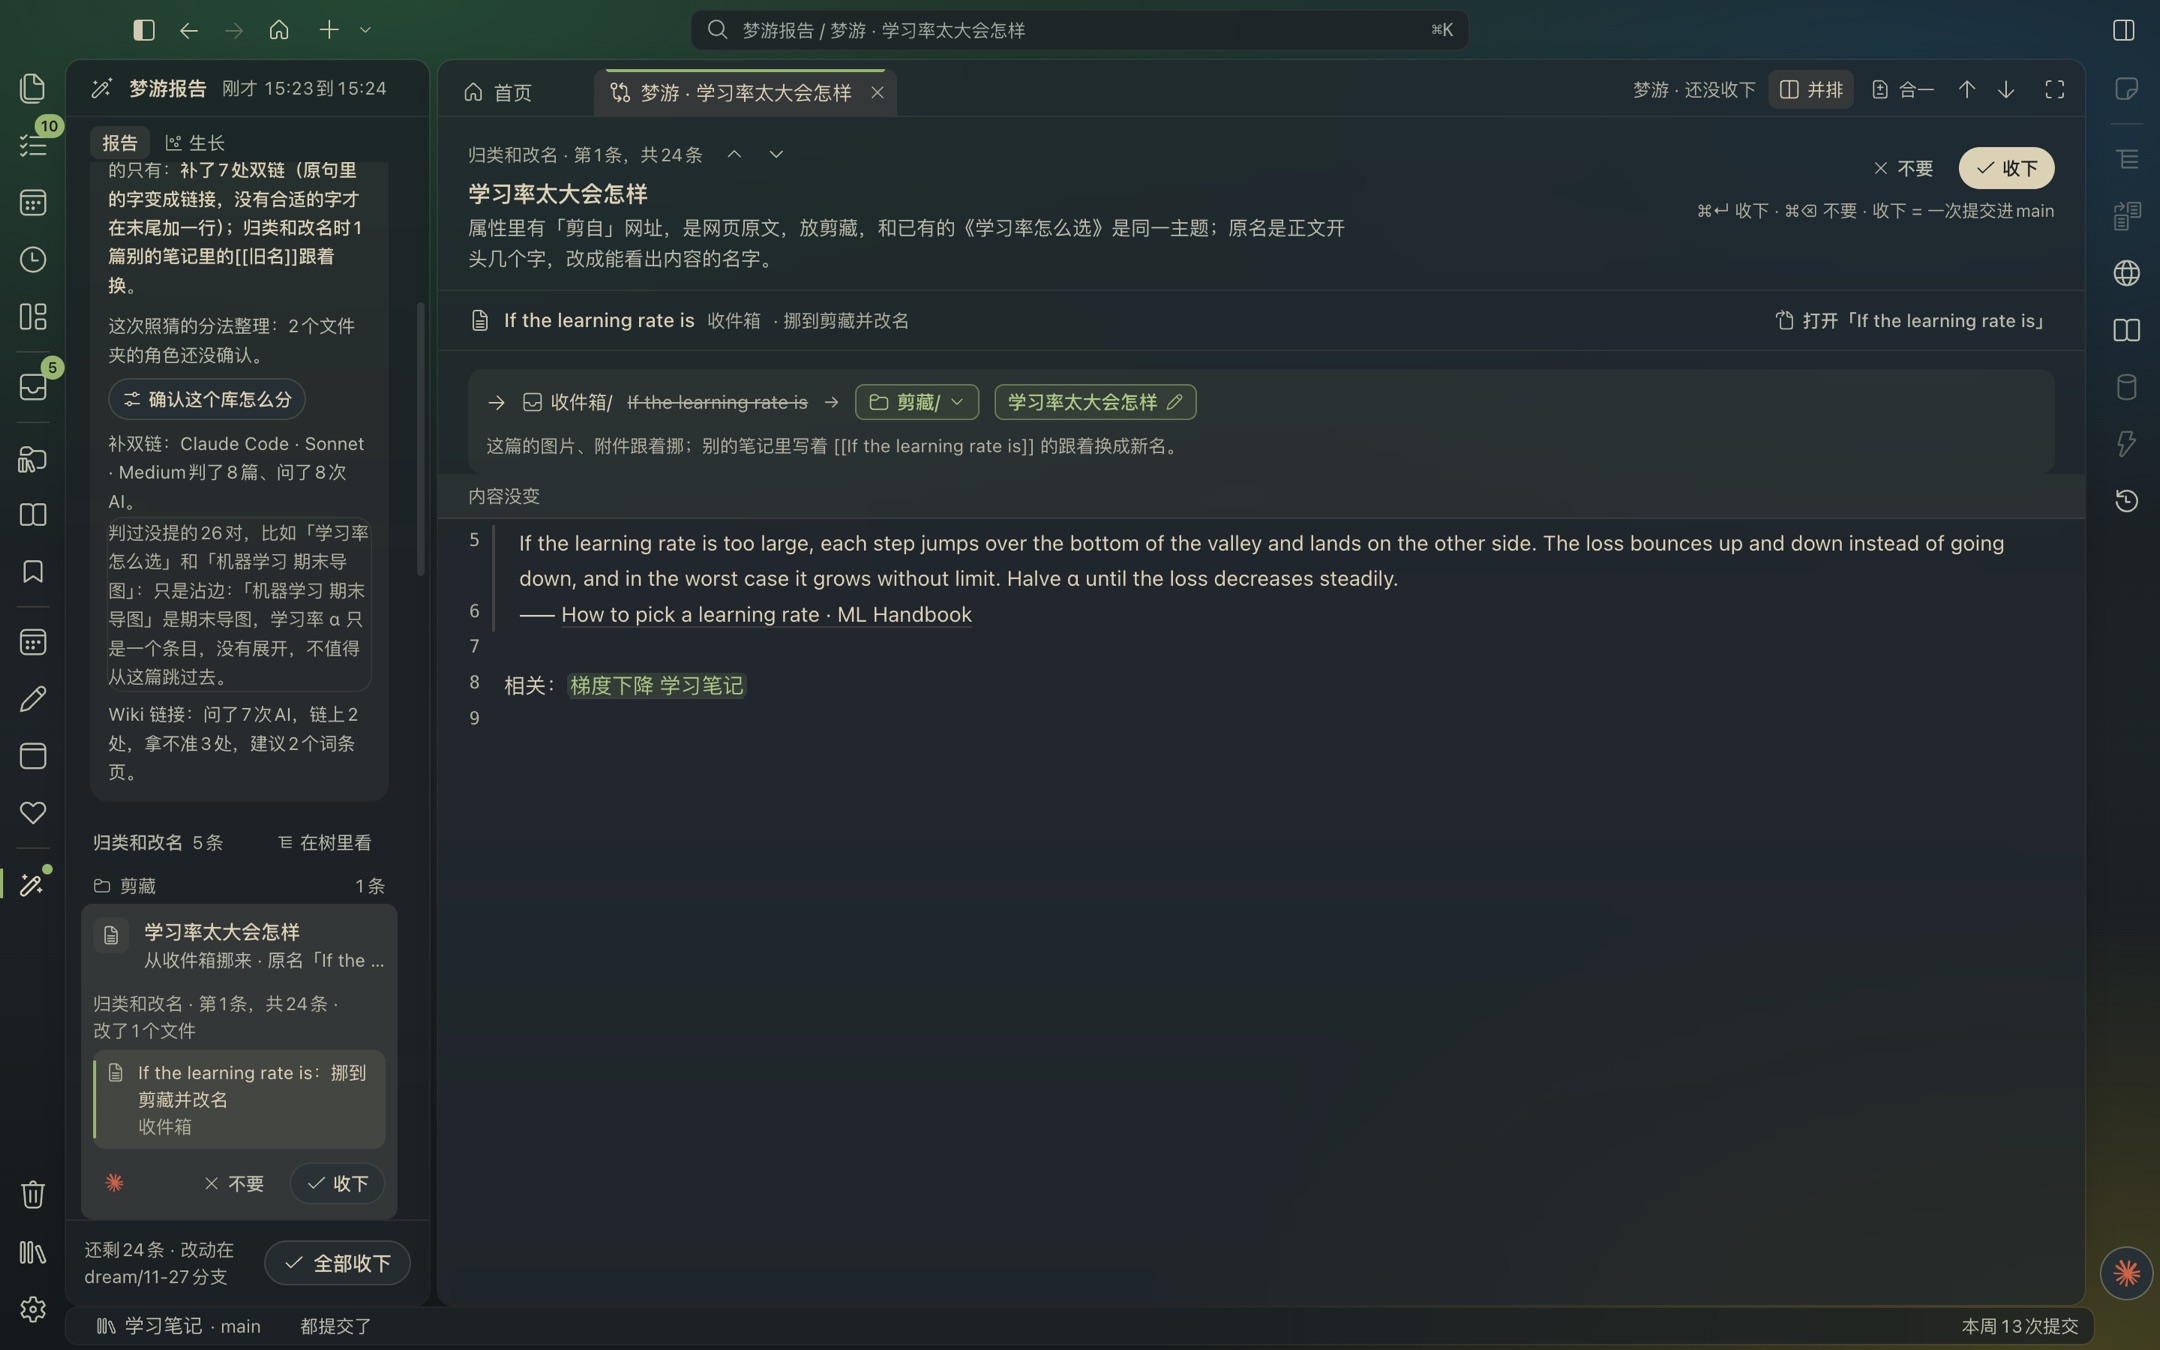 梦游报告 / 梦游 · 学习率太大会怎样
⌘K
梦游报告 刚才 15:23到15:24
10
5
报告
生长
的只有：补了7处双链（原句里
的字变成链接，没有合适的字才
在末尾加一行）；归类和改名时1
篇别的笔记里的[[旧名]]跟着
换。
这次照猜的分法整理：2个文件
夹的角色还没确认。
确认这个库怎么分
补双链：Claude Code · Sonnet
· Medium判了8篇、问了8次
AI。
判过没提的26对，比如「学习率
怎么选」和「机器学习 期末导
图」：只是沾边：「机器学习 期末
导图」是期末导图，学习率 α 只
是一个条目，没有展开，不值得
从这篇跳过去。
Wiki 链接：问了7次AI，链上2
处，拿不准3处，建议2个词条
页。
归类和改名 5条
在树里看
剪藏
1条
学习率太大会怎样
从收件箱挪来 · 原名「If the ...
归类和改名 · 第1条，共24条 ·
改了1个文件
If the learning rate is：挪到
剪藏并改名
收件箱
不要
收下
还剩24条 · 改动在
dream/11-27分支
全部收下
首页
梦游 · 学习率太大会怎样
梦游 · 还没收下
并排
合一
归类和改名 · 第1条，共24条
学习率太大会怎样
属性里有「剪自」网址，是网页原文，放剪藏，和已有的《学习率怎么选》是同一主题；原名是正文开
头几个字，改成能看出内容的名字。
不要
收下
⌘↵ 收下 · ⌘⌫ 不要 · 收下 = 一次提交进main
If the learning rate is 收件箱 · 挪到剪藏并改名
打开「If the learning rate is」
→ 收件箱/ If the learning rate is → 剪藏/ 学习率太大会怎样
这篇的图片、附件跟着挪；别的笔记里写着 [[If the learning rate is]] 的跟着换成新名。
内容没变
5 If the learning rate is too large, each step jumps over the bottom of the valley and lands on the other side. The loss bounces up and down instead of going
down, and in the worst case it grows without limit. Halve α until the loss decreases steadily.
6 —— How to pick a learning rate · ML Handbook
7
8 相关：梯度下降 学习笔记
9
学习笔记 · main
都提交了
本周13次提交